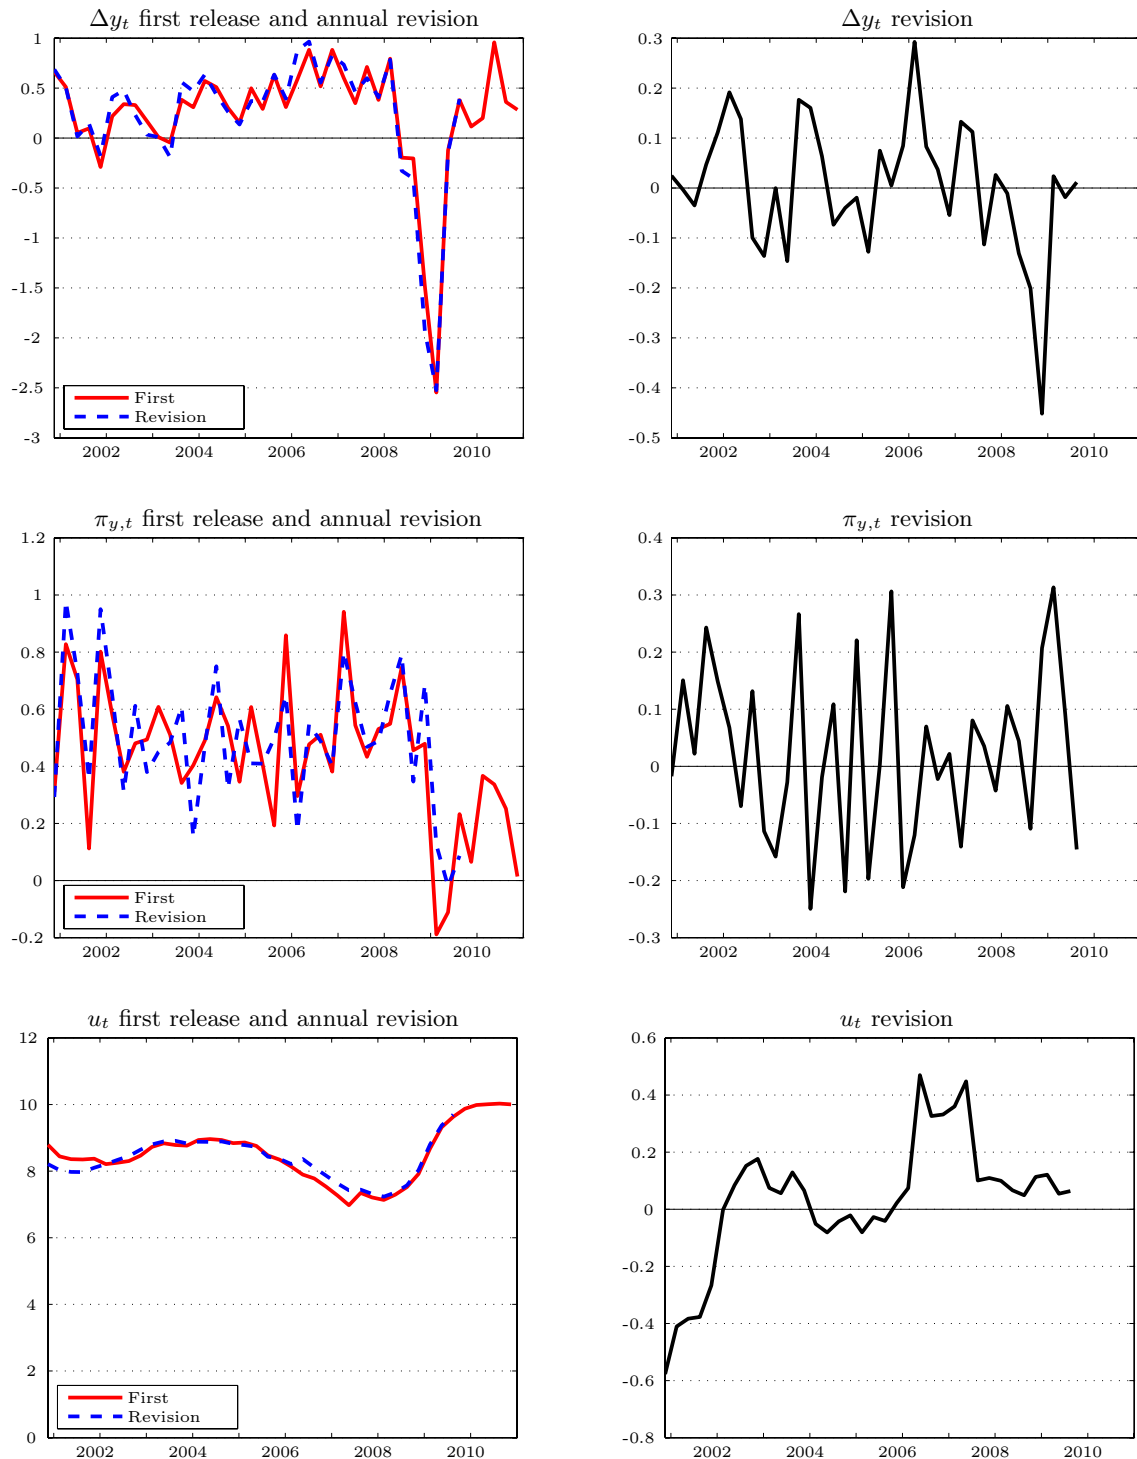 Δy_t first release and annual revision
1
0.5
0
-0.5
-1
-1.5
-2
-2.5
-3
First
Revision
2002 2004 2006 2008 2010
Δy_t revision
0.3
0.2
0.1
0
-0.1
-0.2
-0.3
-0.4
-0.5
2002 2004 2006 2008 2010
π_{y,t} first release and annual revision
1.2
1
0.8
0.6
0.4
0.2
0
-0.2
First
Revision
2002 2004 2006 2008 2010
π_{y,t} revision
0.4
0.3
0.2
0.1
0
-0.1
-0.2
-0.3
2002 2004 2006 2008 2010
u_t first release and annual revision
12
10
8
6
4
2
0
First
Revision
2002 2004 2006 2008 2010
u_t revision
0.6
0.4
0.2
0
-0.2
-0.4
-0.6
-0.8
2002 2004 2006 2008 2010